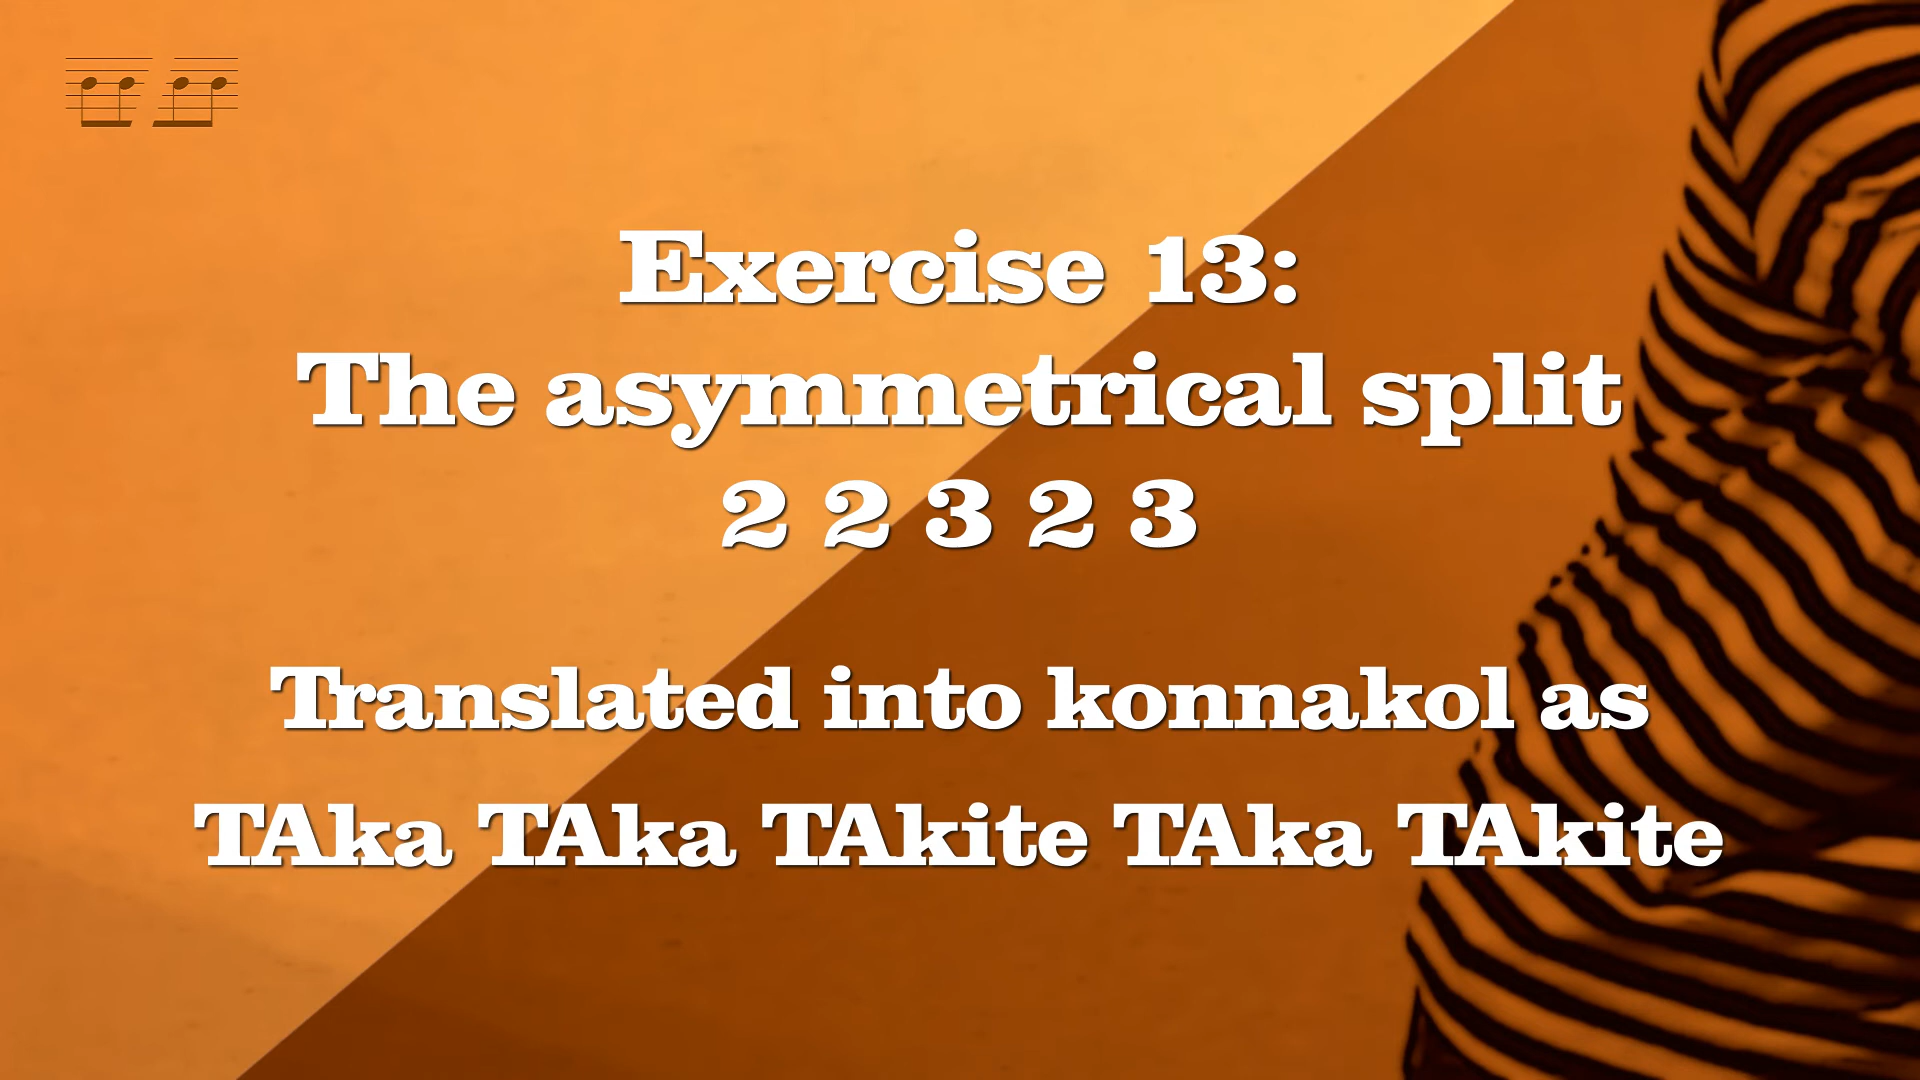 Exercise 13:
The asymmetrical split
2 2 3 2 3
Translated into konnakol as
TAka TAka TAkite TAka TAkite